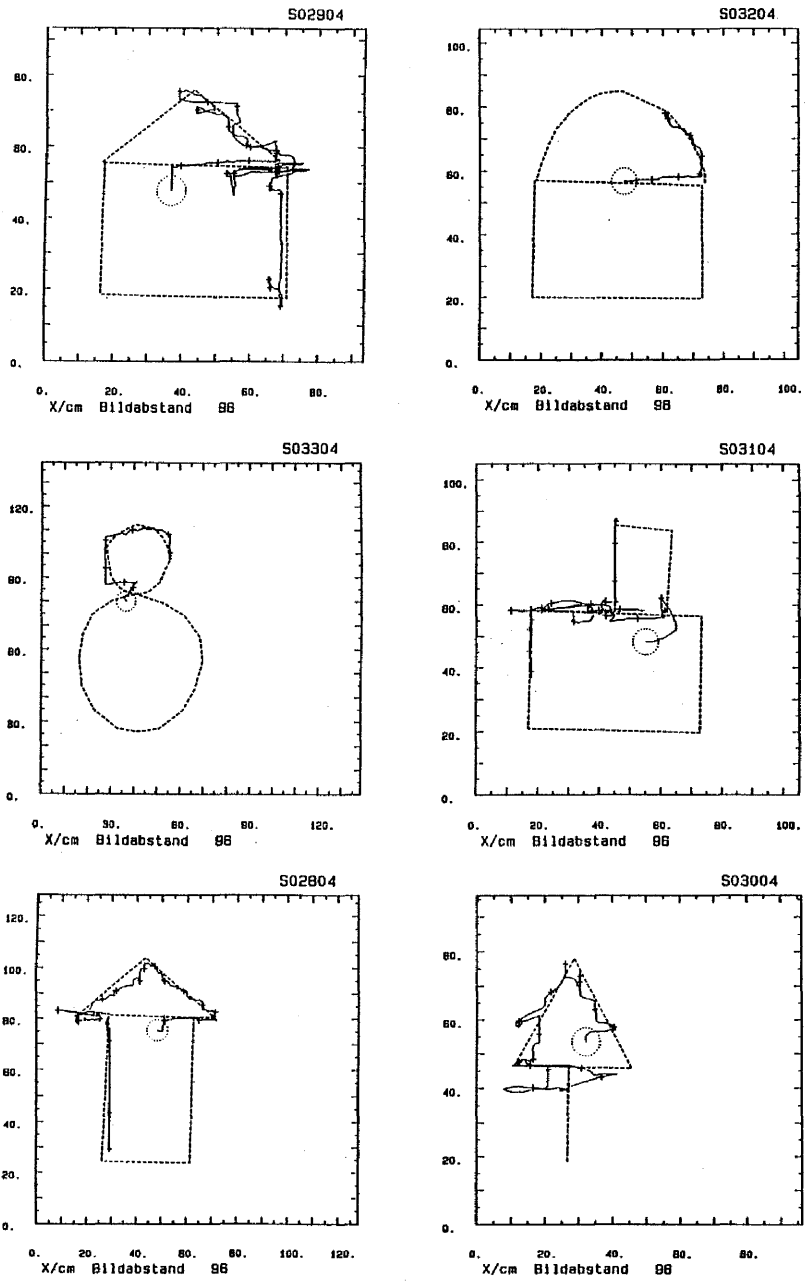 S02904
80.
60.
40.
20.
0.
0. 20. 40. 60. 80.
X/cm Bildabstand 96
S03204
100.
80.
60.
40.
20.
0.
0. 20. 40. 60. 80. 100.
X/cm Bildabstand 96
S03304
120.
90.
60.
30.
0.
0. 30. 60. 90. 120.
X/cm Bildabstand 96
S03104
100.
80.
60.
40.
20.
0.
0. 20. 40. 60. 80. 100.
X/cm Bildabstand 96
S02804
120.
100.
80.
60.
40.
20.
0.
0. 20. 40. 60. 80. 100. 120.
X/cm Bildabstand 96
S03004
80.
60.
40.
20.
0.
0. 20. 40. 60. 80.
X/cm Bildabstand 96